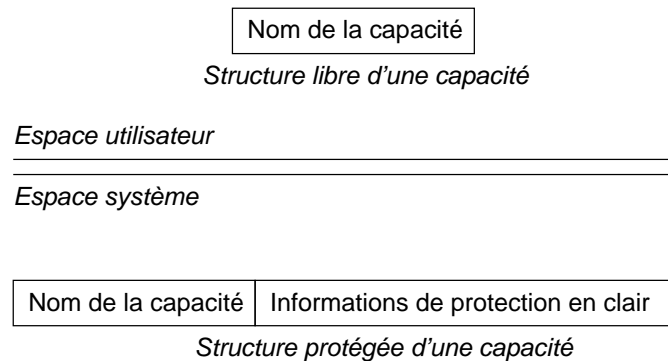 Nom de la capacité
Structure libre d’une capacité
Espace utilisateur
Espace système
Nom de la capacité Informations de protection en clair
Structure protégée d’une capacité